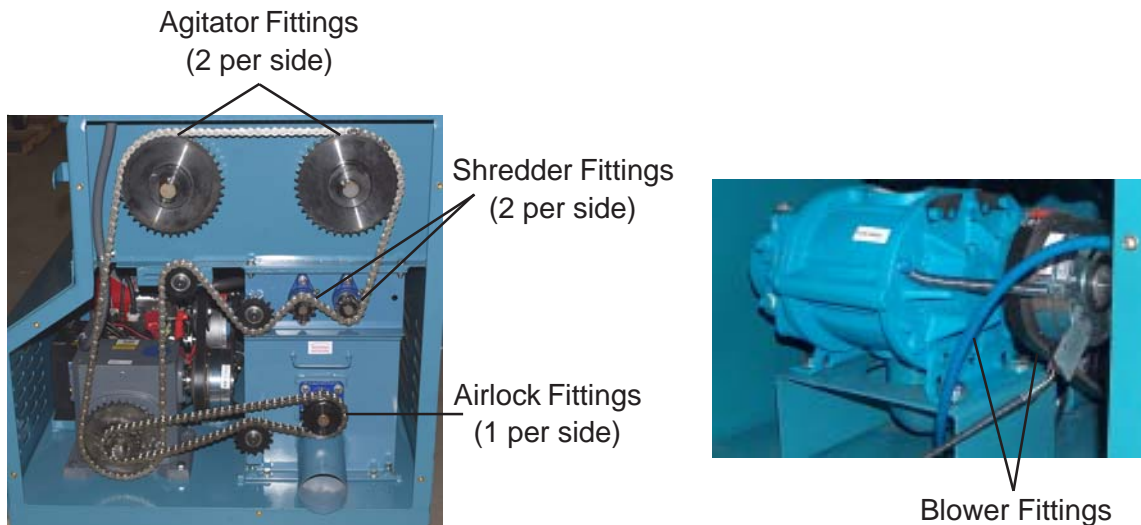 Agitator Fittings
(2 per side)
Shredder Fittings
(2 per side)
Airlock Fittings
(1 per side)
Blower Fittings